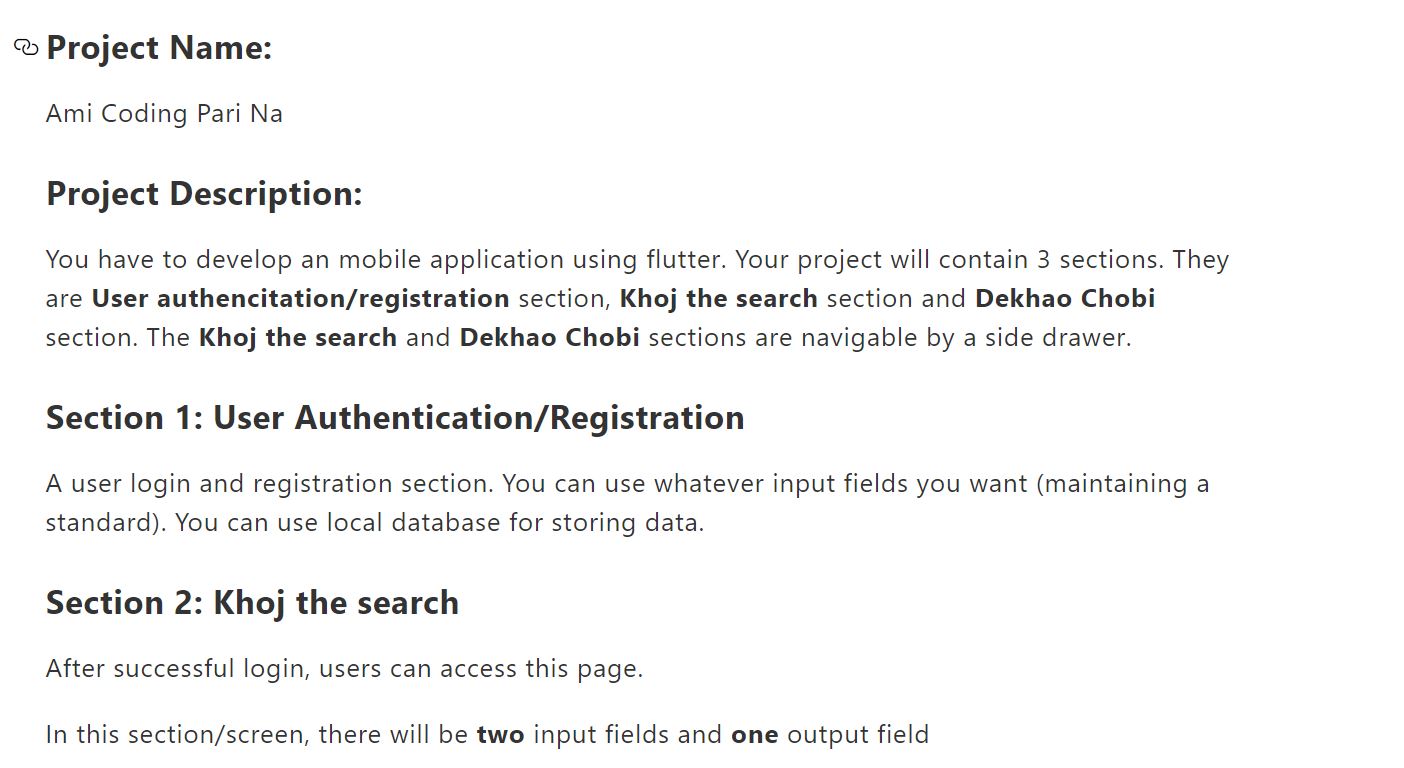 Project Name:
Ami Coding Pari Na
Project Description:
You have to develop an mobile application using flutter. Your project will contain 3 sections. They
are User authencitation/registration section, Khoj the search section and Dekhao Chobi
section. The Khoj the search and Dekhao Chobi sections are navigable by a side drawer.
Section 1: User Authentication/Registration
A user login and registration section. You can use whatever input fields you want (maintaining a
standard). You can use local database for storing data.
Section 2: Khoj the search
After successful login, users can access this page.
In this section/screen, there will be two input fields and one output field